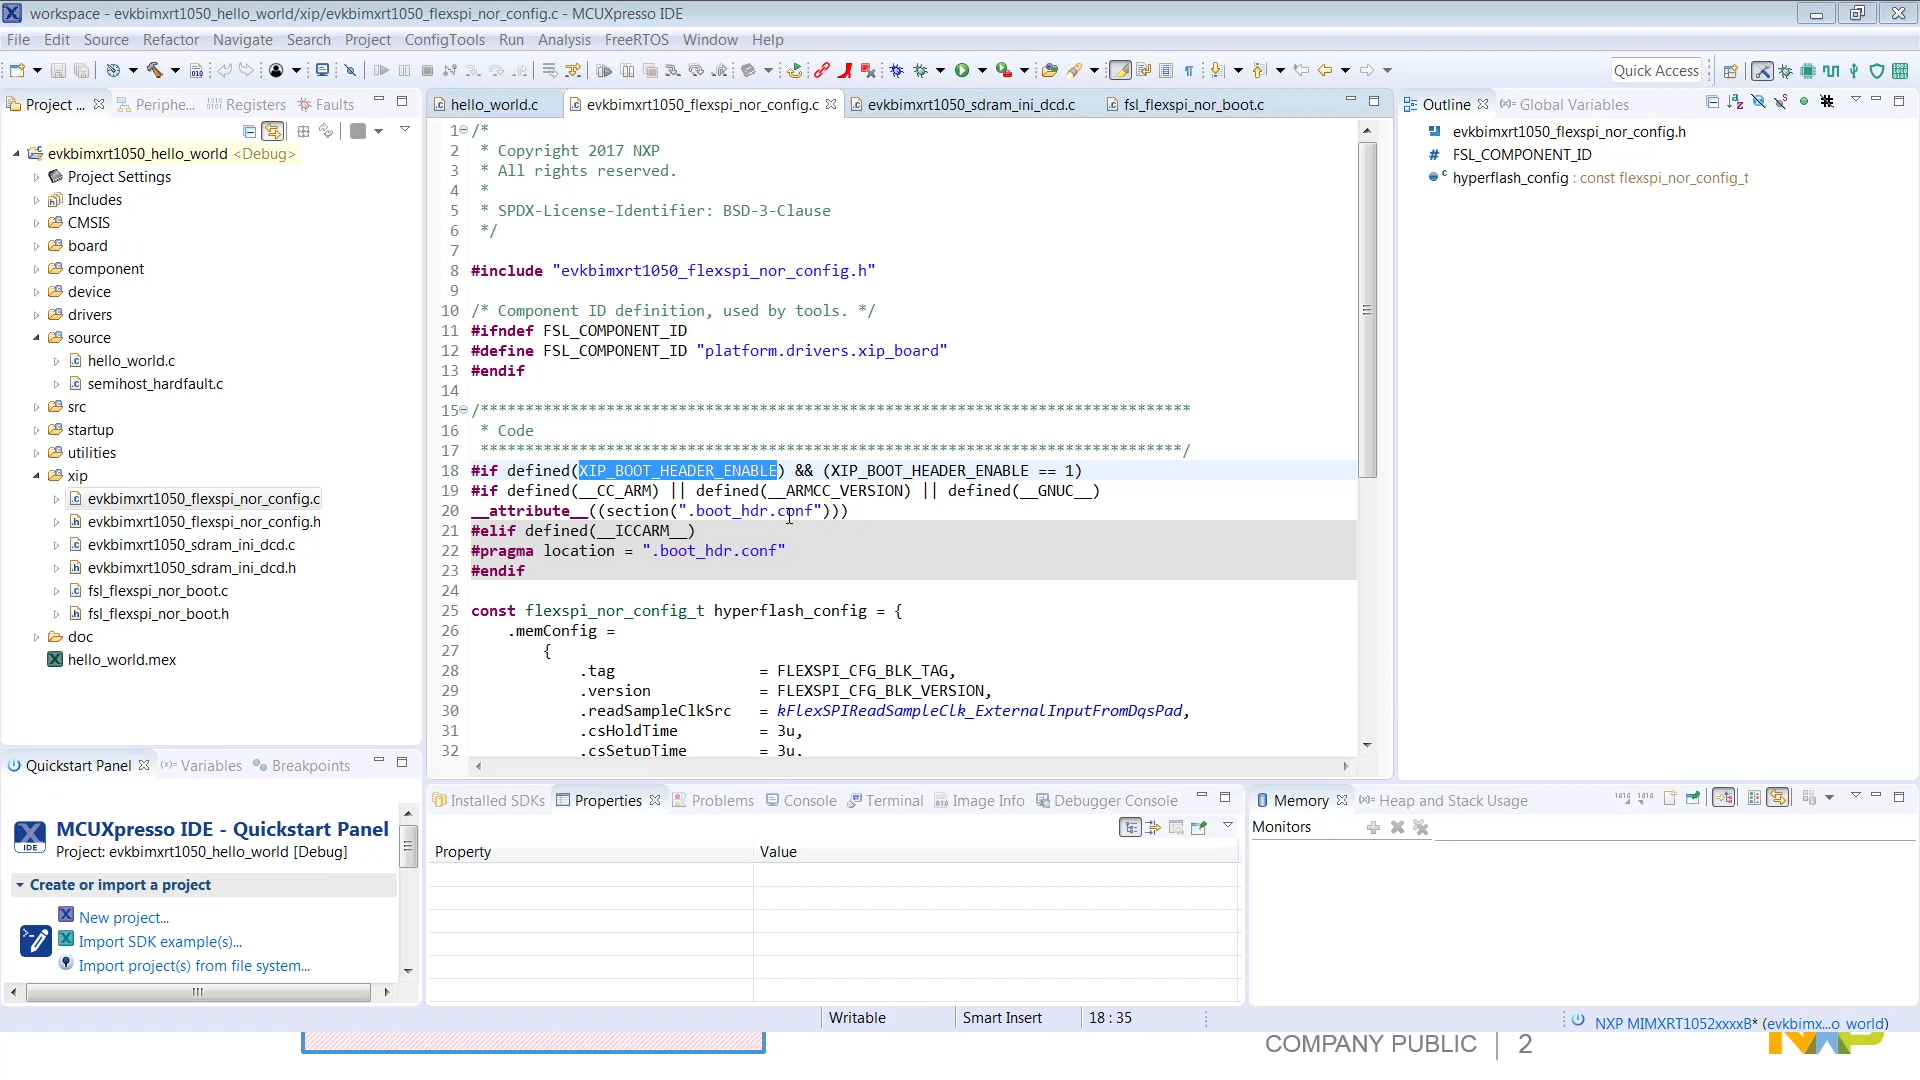 workspace - evkbimxrt1050_hello_world/xip/evkbimxrt1050_flexspi_nor_config.c - MCUXpresso IDE
File Edit Source Refactor Navigate Search Project ConfigTools Run Analysis FreeRTOS Window Help
Quick Access
Project ... Periphe... Registers Faults
evkbimxrt1050_hello_world <Debug>
Project Settings
Includes
CMSIS
board
component
device
drivers
source
hello_world.c
semihost_hardfault.c
src
startup
utilities
xip
evkbimxrt1050_flexspi_nor_config.c
evkbimxrt1050_flexspi_nor_config.h
evkbimxrt1050_sdram_ini_dcd.c
evkbimxrt1050_sdram_ini_dcd.h
fsl_flexspi_nor_boot.c
fsl_flexspi_nor_boot.h
doc
hello_world.mex
hello_world.c evkbimxrt1050_flexspi_nor_config.c evkbimxrt1050_sdram_ini_dcd.c fsl_flexspi_nor_boot.c
1 /*
2 * Copyright 2017 NXP
3 * All rights reserved.
4 *
5 * SPDX-License-Identifier: BSD-3-Clause
6 */
7
8 #include "evkbimxrt1050_flexspi_nor_config.h"
9
10 /* Component ID definition, used by tools. */
11 #ifndef FSL_COMPONENT_ID
12 #define FSL_COMPONENT_ID "platform.drivers.xip_board"
13 #endif
14
15 /*******************************************************************************
16 * Code
17 ******************************************************************************/
18 #if defined(XIP_BOOT_HEADER_ENABLE) && (XIP_BOOT_HEADER_ENABLE == 1)
19 #if defined(__CC_ARM) || defined(__ARMCC_VERSION) || defined(__GNUC__)
20 __attribute__((section(".boot_hdr.conf")))
21 #elif defined(__ICCARM__)
22 #pragma location = ".boot_hdr.conf"
23 #endif
24
25 const flexspi_nor_config_t hyperflash_config = {
26 .memConfig =
27 {
28 .tag = FLEXSPI_CFG_BLK_TAG,
29 .version = FLEXSPI_CFG_BLK_VERSION,
30 .readSampleClkSrc = kFlexSPIReadSampleClk_ExternalInputFromDqsPad,
31 .csHoldTime = 3u,
32 .csSetupTime = 3u,
Outline Global Variables
evkbimxrt1050_flexspi_nor_config.h
FSL_COMPONENT_ID
hyperflash_config : const flexspi_nor_config_t
Quickstart Panel Variables Breakpoints
IDE
MCUXpresso IDE - Quickstart Panel
Project: evkbimxrt1050_hello_world [Debug]
Create or import a project
New project...
Import SDK example(s)...
Import project(s) from file system...
Installed SDKs Properties Problems Console Terminal Image Info Debugger Console
Property Value
Memory Heap and Stack Usage
Monitors
Writable Smart Insert 18 : 35
NXP MIMXRT1052xxxxB* (evkbimx...o_world)
COMPANY PUBLIC 2